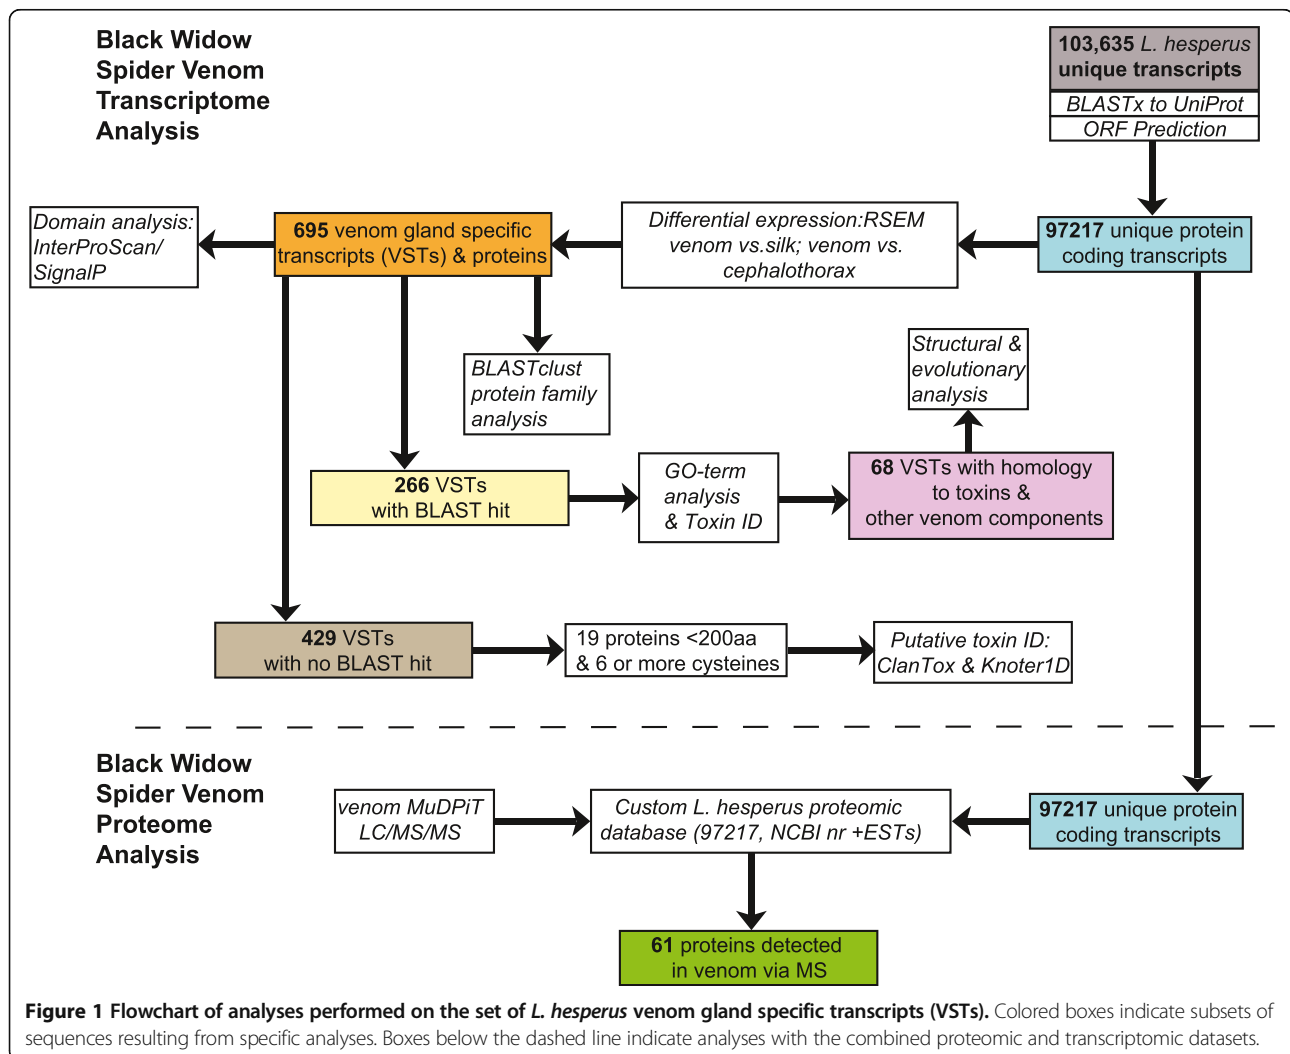 Black Widow
Spider Venom
Transcriptome
Analysis
103,635 L. hesperus
unique transcripts
BLASTx to UniProt
ORF Prediction
Domain analysis:
InterProScan/
SignalP
695 venom gland specific
transcripts (VSTs) & proteins
Differential expression:RSEM
venom vs.silk; venom vs.
cephalothorax
97217 unique protein
coding transcripts
BLASTclust
protein family
analysis
Structural &
evolutionary
analysis
266 VSTs
with BLAST hit
GO-term
analysis
& Toxin ID
68 VSTs with homology
to toxins &
other venom components
429 VSTs
with no BLAST hit
19 proteins <200aa
& 6 or more cysteines
Putative toxin ID:
ClanTox & Knoter1D
Black Widow
Spider Venom
Proteome
Analysis
venom MuDPiT
LC/MS/MS
Custom L. hesperus proteomic
database (97217, NCBI nr +ESTs)
97217 unique protein
coding transcripts
61 proteins detected
in venom via MS
Figure 1 Flowchart of analyses performed on the set of L. hesperus venom gland specific transcripts (VSTs). Colored boxes indicate subsets of
sequences resulting from specific analyses. Boxes below the dashed line indicate analyses with the combined proteomic and transcriptomic datasets.